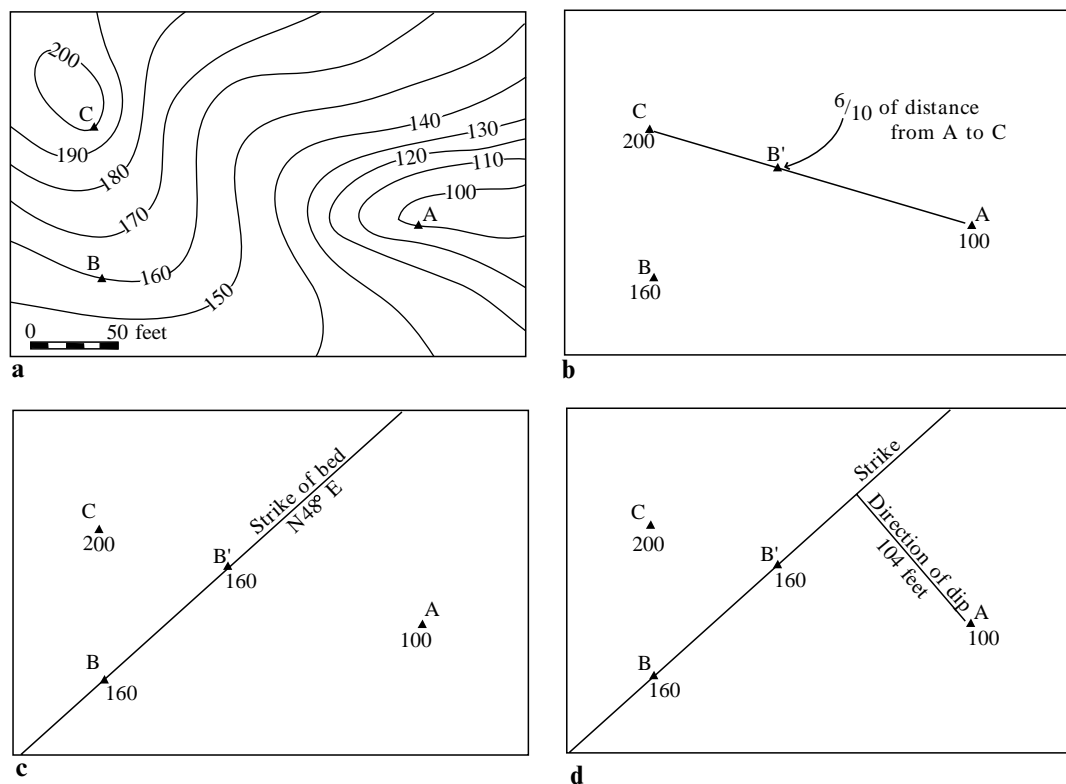 200
C
190
180
170
B
160
150
140
130
120
110
100
A
0 50 feet
a
C
200
B'
6/10 of distance
from A to C
A
100
B
160
b
C
200
Strike of bed
N48° E
B'
160
A
100
B
160
c
C
200
Strike
Direction of dip
104 feet
B'
160
A
100
B
160
d